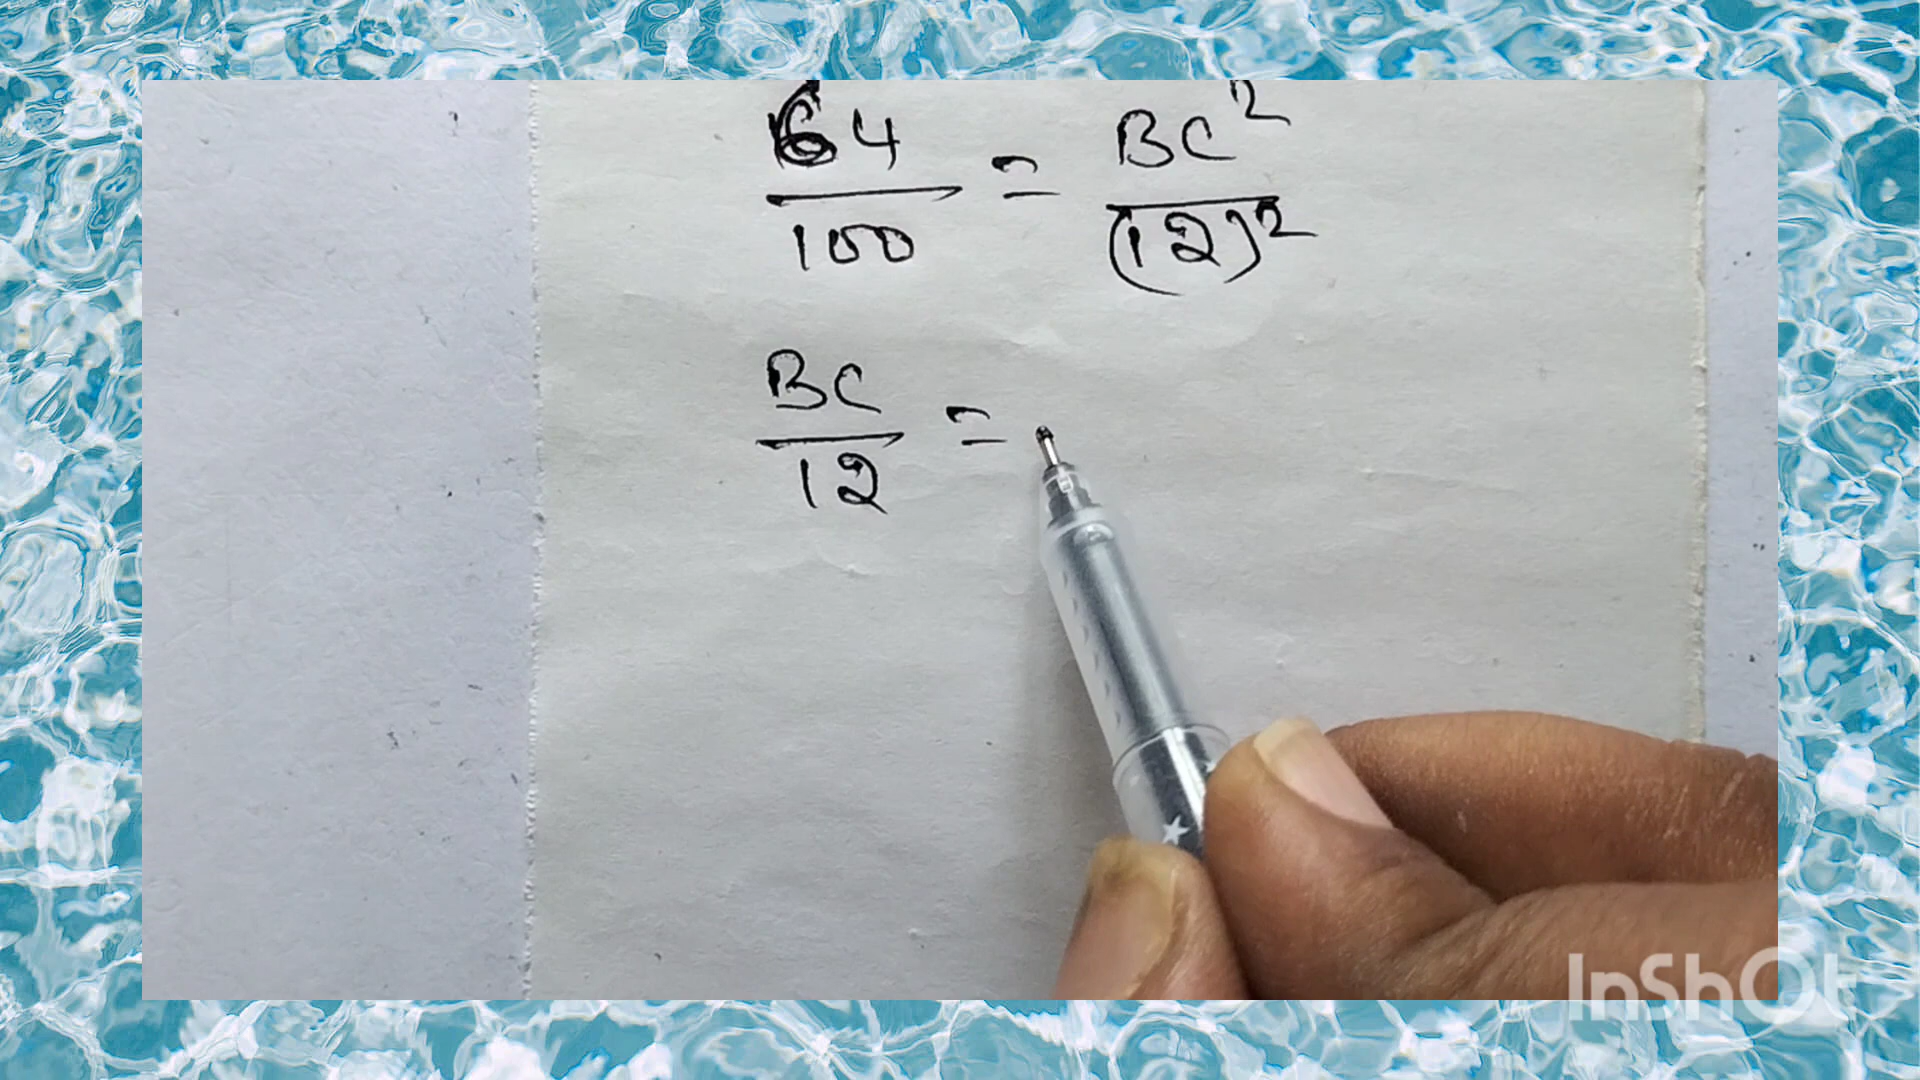 64/100 = BC²/(12)²
BC/12 =
InShOt